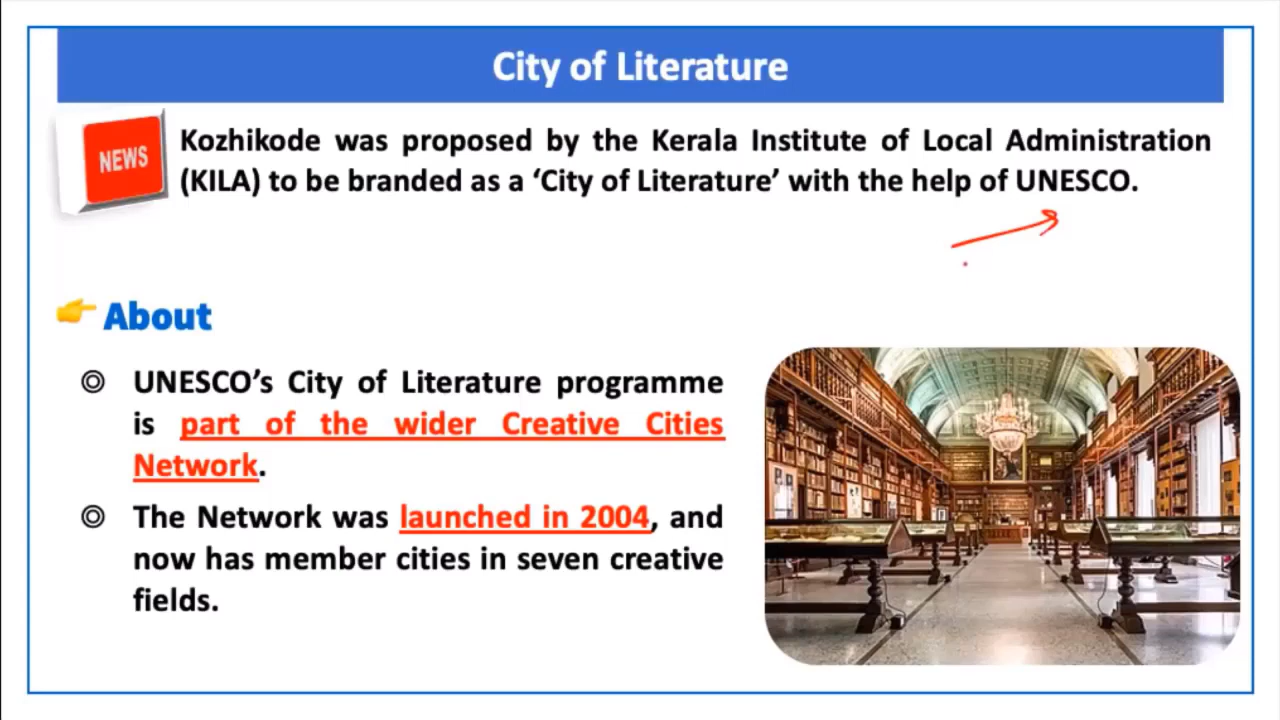 City of Literature
NEWS
Kozhikode was proposed by the Kerala Institute of Local Administration
(KILA) to be branded as a ‘City of Literature’ with the help of UNESCO.
About
UNESCO’s City of Literature programme
is part of the wider Creative Cities
Network.
The Network was launched in 2004, and
now has member cities in seven creative
fields.